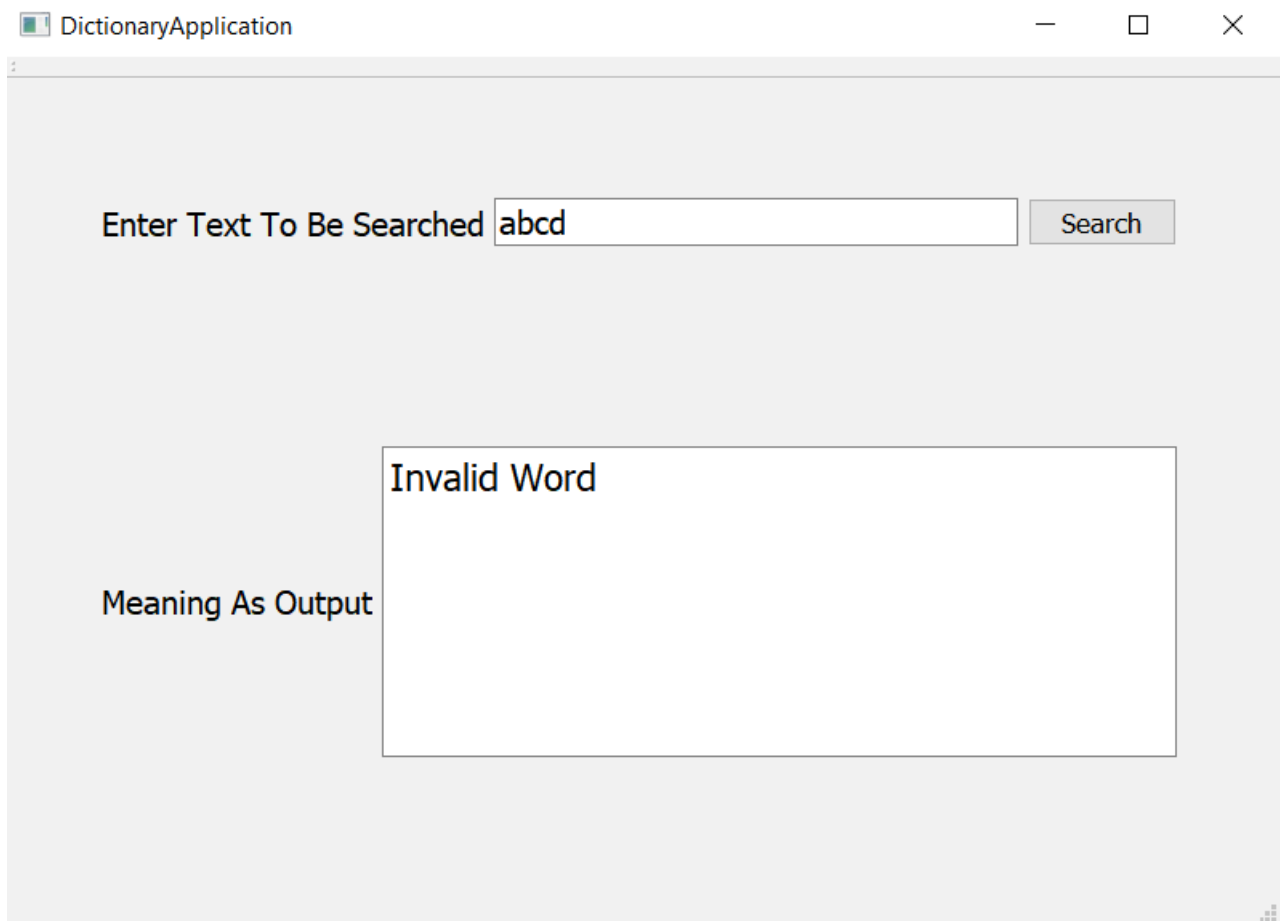 DictionaryApplication
Enter Text To Be Searched abcd Search
Invalid Word
Meaning As Output